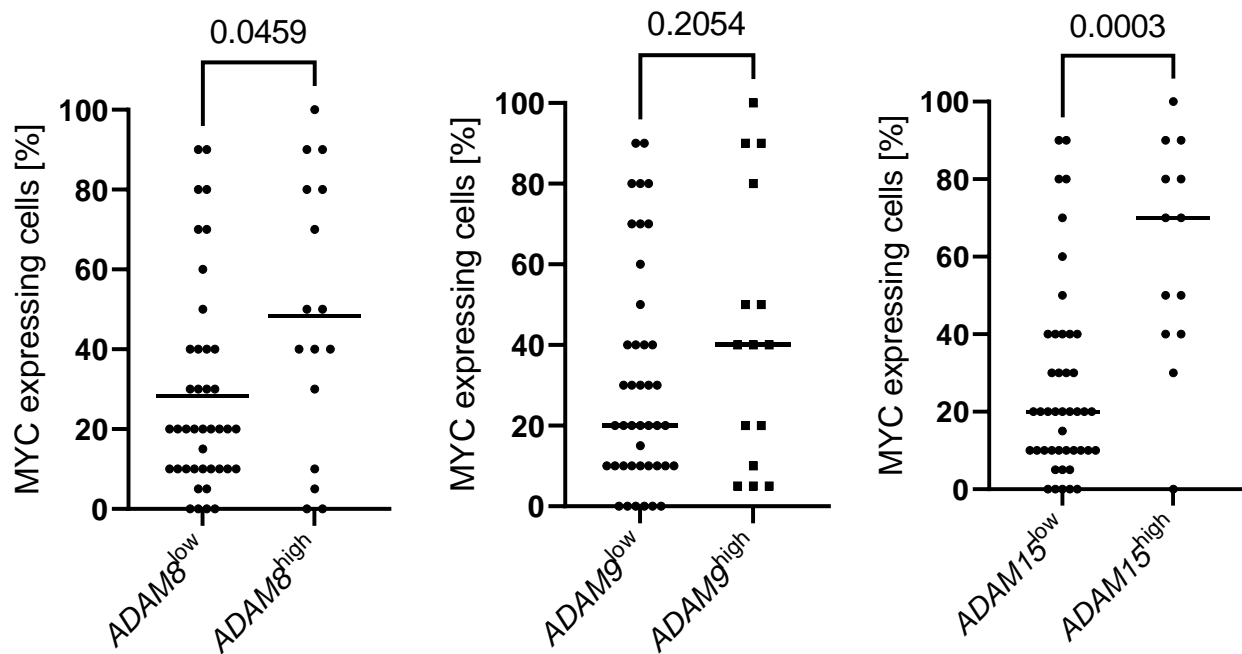 0.0459
MYC expressing cells [%]
100
80
60
40
20
0
ADAM8low
ADAM8high
0.2054
MYC expressing cells [%]
100
80
60
40
20
0
ADAM9low
ADAM9high
0.0003
MYC expressing cells [%]
100
80
60
40
20
0
ADAM15low
ADAM15high